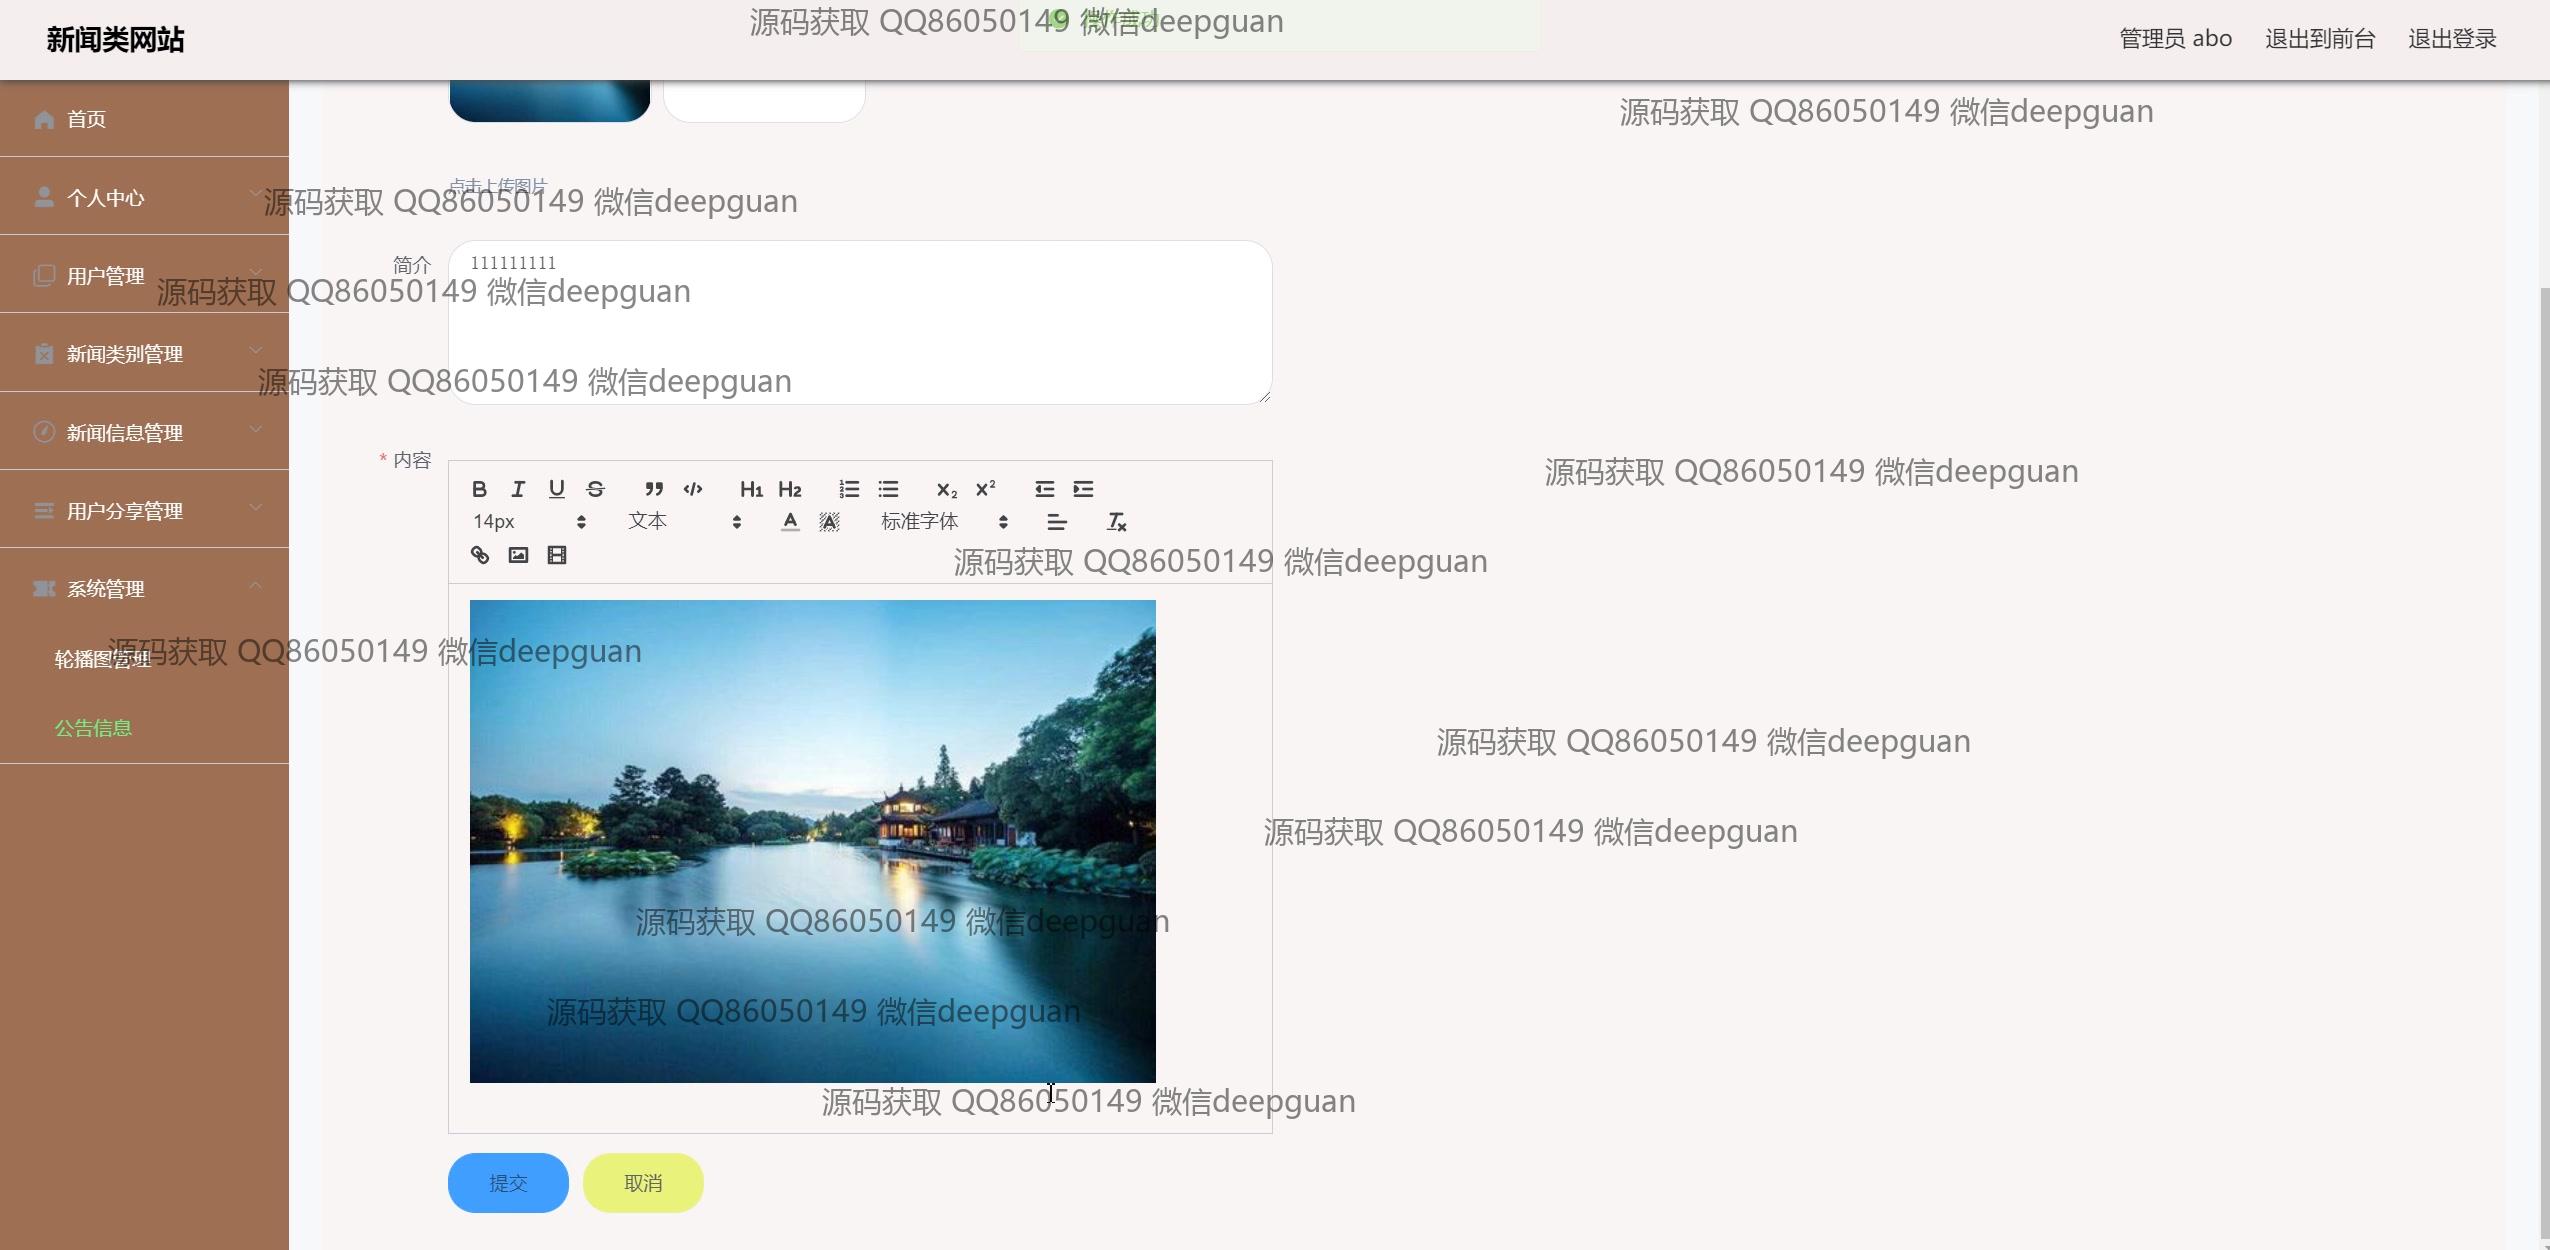 新闻类网站
源码获取 QQ86050149 微信deepguan
管理员 abo
退出到前台
退出登录
首页
源码获取 QQ86050149 微信deepguan
个人中心
点击上传图片
源码获取 QQ86050149 微信deepguan
用户管理
简介
111111111
源码获取 QQ86050149 微信deepguan
新闻类别管理
源码获取 QQ86050149 微信deepguan
新闻信息管理
* 内容
源码获取 QQ86050149 微信deepguan
B I U S H1 H2 X2 X2
用户分享管理
14px 文本 A A 标准字体 Tx
源码获取 QQ86050149 微信deepguan
系统管理
源码获取 QQ86050149 微信deepguan
轮播图管理
公告信息
源码获取 QQ86050149 微信deepguan
源码获取 QQ86050149 微信deepguan
源码获取 QQ86050149 微信deepguan
源码获取 QQ86050149 微信deepguan
源码获取 QQ86050149 微信deepguan
提交
取消